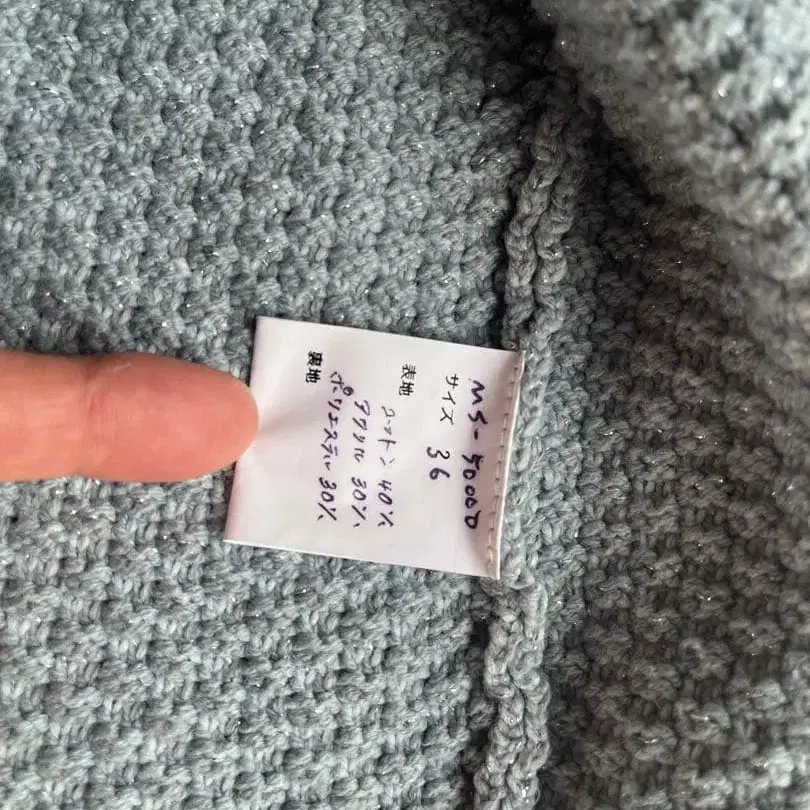 MS-50000
サイズ 36
表地
コットン 40%
アクリル 30%
ポリエステル 30%
裏地